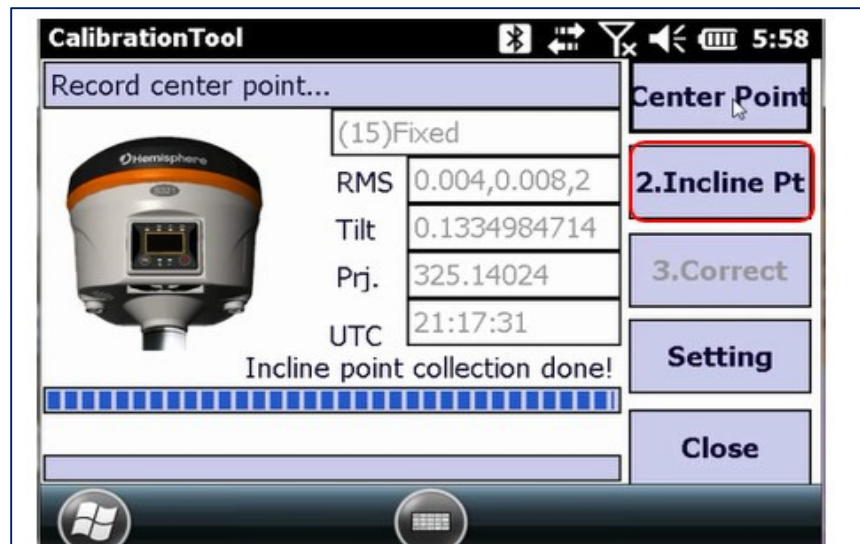 CalibrationTool 5:58
Record center point...
Center Point
(15)Fixed
Hemisphere
S321
RMS 0.004,0.008,2
2.Incline Pt
Tilt 0.1334984714
Prj. 325.14024
3.Correct
UTC 21:17:31
Incline point collection done!
Setting
Close